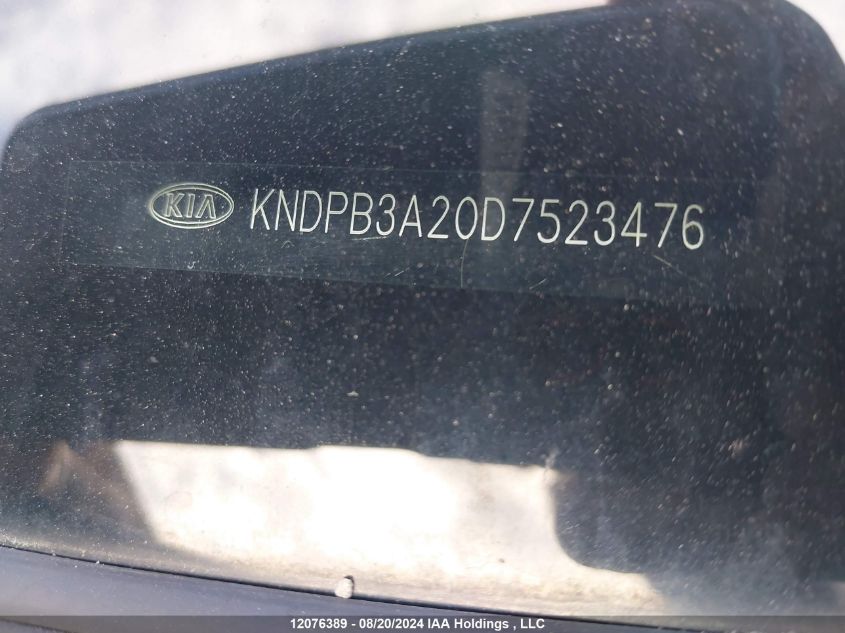 KIA KNDPB3A20D7523476
12076389 - 08/20/2024 IAA Holdings , LLC